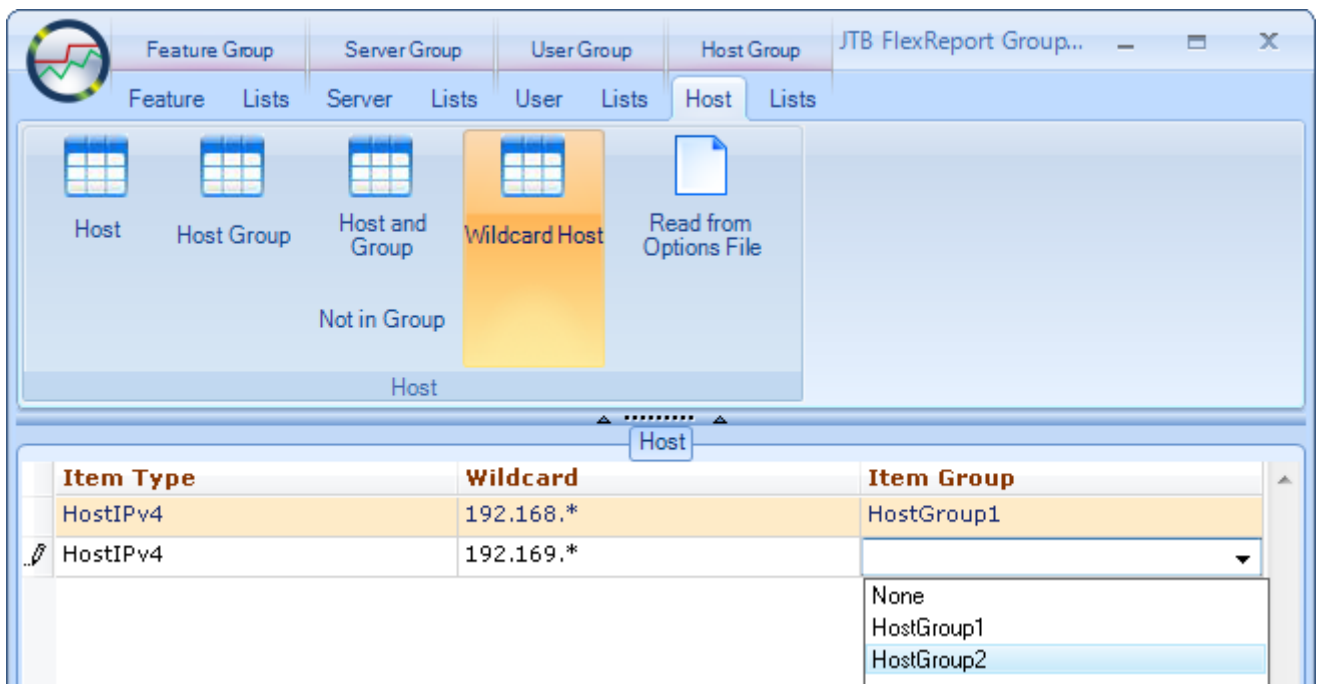 Feature Group Server Group User Group Host Group JTB FlexReport Group...
Feature Lists Server Lists User Lists Host Lists
Host
Host Group
Host and
Group
Not in Group
Wildcard Host
Read from
Options File
Host
Host
Item Type Wildcard Item Group
HostIPv4 192.168.* HostGroup1
HostIPv4 192.169.*
None
HostGroup1
HostGroup2